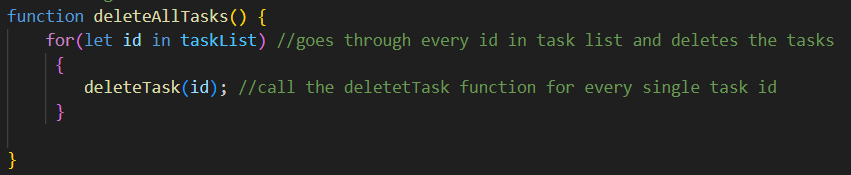 function deleteAllTasks() {
for(let id in taskList) //goes through every id in task list and deletes the tasks
{
deleteTask(id); //call the deletetTask function for every single task id
}
}